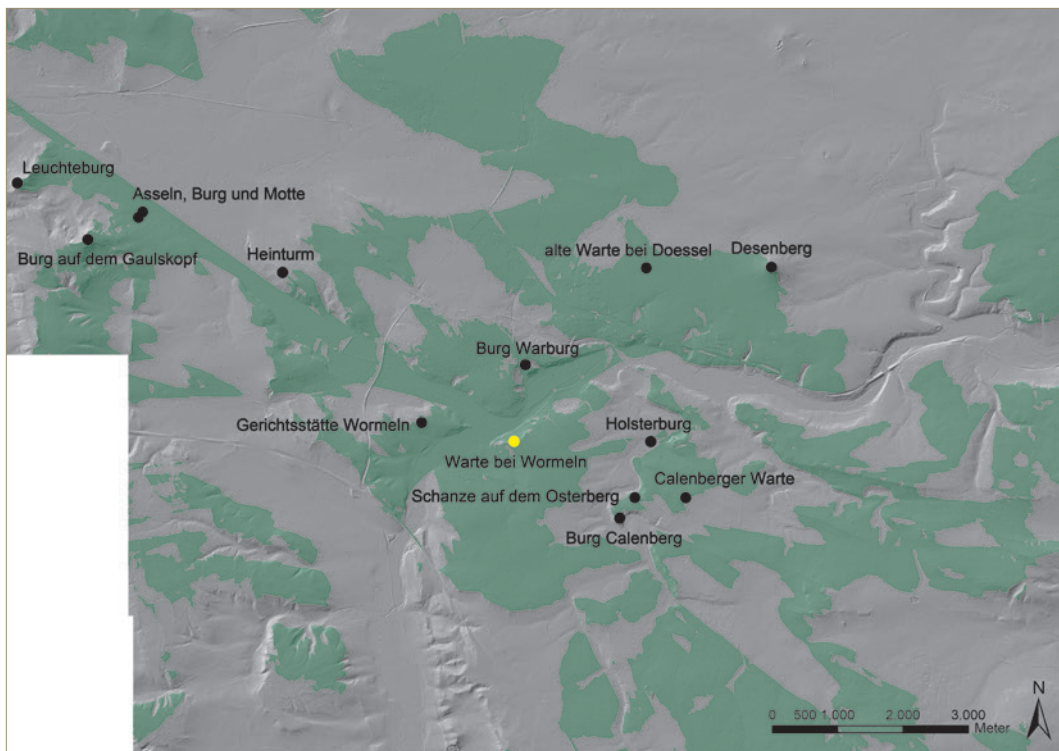 Leuchteburg
Asseln, Burg und Motte
Burg auf dem Gaulskopf
Heinturm
alte Warte bei Doessel
Desenberg
Burg Warburg
Gerichtsstätte Wormeln
Holsterburg
Warte bei Wormeln
Calenberger Warte
Schanze auf dem Osterberg
Burg Calenberg
N
0 500 1.000 2.000 3.000
Meter